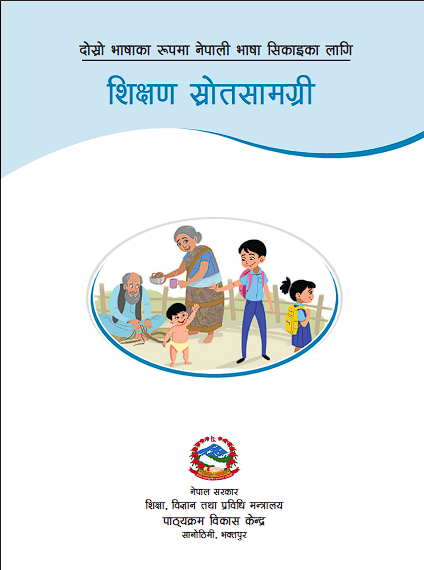 दोस्रो भाषाका रूपमा नेपाली भाषा सिकाइका लागि
शिक्षण स्रोतसामग्री
नेपाल सरकार
शिक्षा, विज्ञान तथा प्रविधि मन्त्रालय
पाठ्यक्रम विकास केन्द्र
सानोठिमी, भक्तपुर